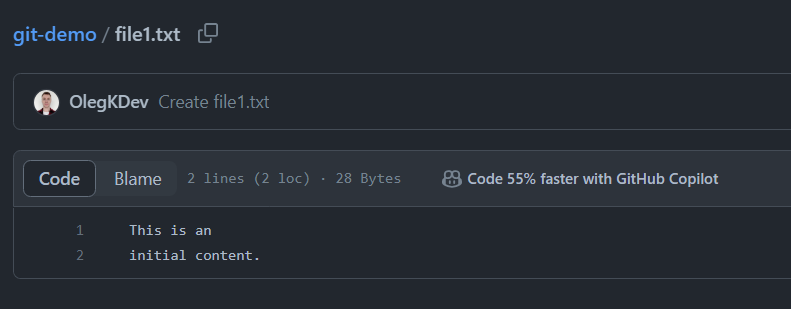 git-demo / file1.txt
OlegKDev Create file1.txt
Code Blame 2 lines (2 loc) · 28 Bytes Code 55% faster with GitHub Copilot
1 This is an
2 initial content.